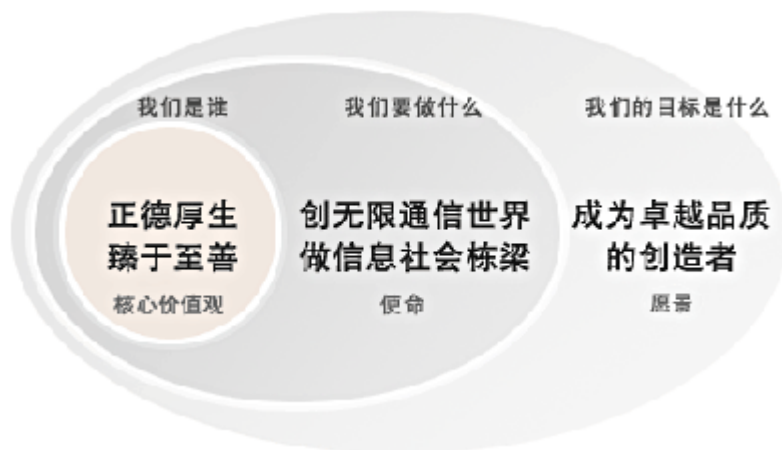 我们是谁
正德厚生
臻于至善
核心价值观
我们要做什么
创无限通信世界
做信息社会栋梁
使命
我们的目标是什么
成为卓越品质
的创造者
愿景